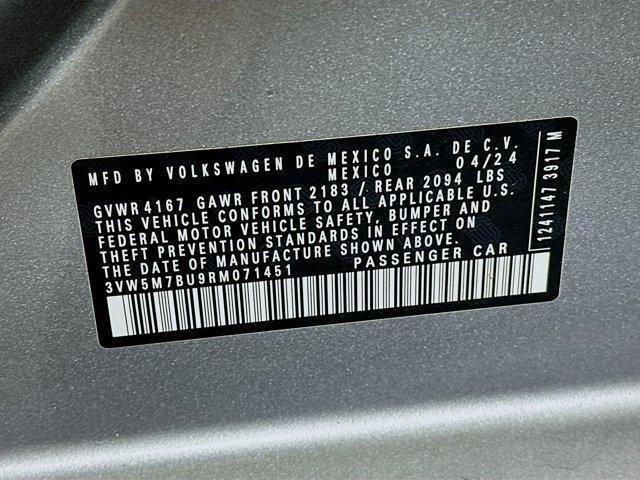 MFD BY VOLKSWAGEN DE MEXICO S.A. DE C.V.
MEXICO 04/24
GVWR 4167 GAWR FRONT 2183 / REAR 2094 LBS
THIS VEHICLE CONFORMS TO ALL APPLICABLE U.S.
FEDERAL MOTOR VEHICLE SAFETY, BUMPER AND
THEFT PREVENTION STANDARDS IN EFFECT ON
THE DATE OF MANUFACTURE SHOWN ABOVE.
3VW5M7BU9RM071451 PASSENGER CAR
1241147 3917 M